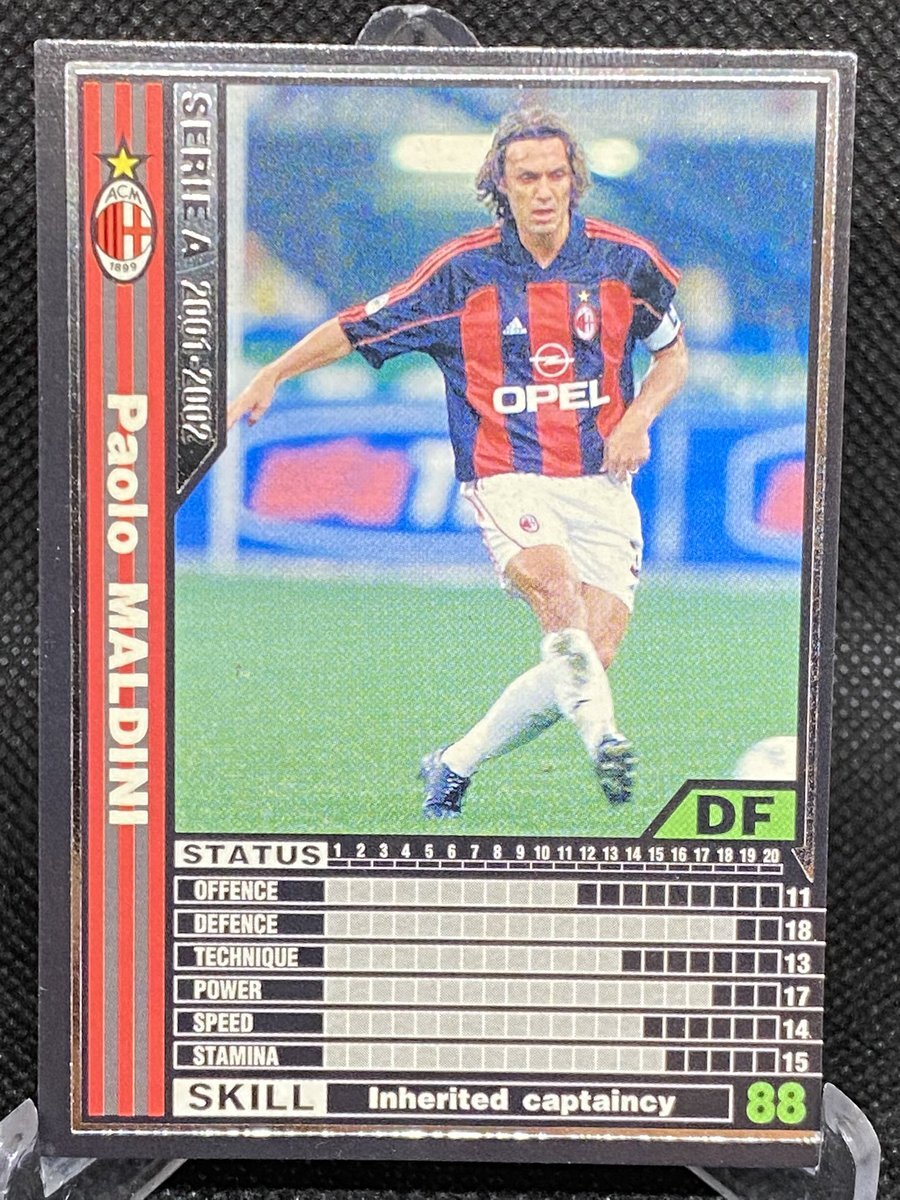 ACM
1899
SERIE A 2001-2002
Paolo MALDINI
OPEL
DF
STATUS 1 2 3 4 5 6 7 8 9 10 11 12 13 14 15 16 17 18 19 20
OFFENCE 11
DEFENCE 18
TECHNIQUE 13
POWER 17
SPEED 14
STAMINA 15
SKILL Inherited captaincy 88